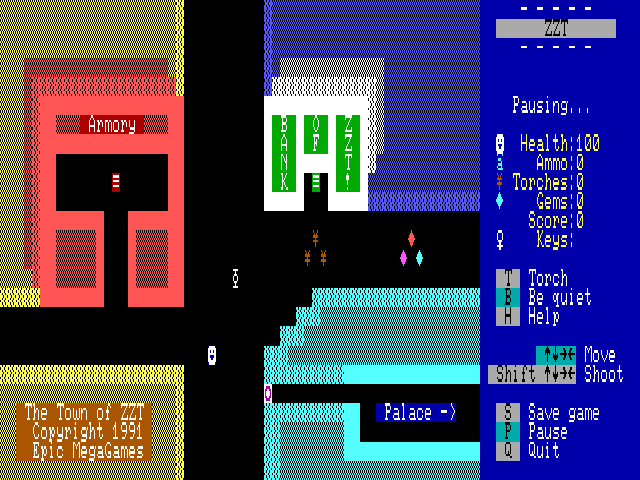 ZZT
Pausing...
Armory
BANK
OF
ZZT!
Health:100
Ammo:0
Torches:0
Gems:0
Score:0
Keys:
T Torch
B Be quiet
H Help
↑↓→← Move
Shift ↑↓→← Shoot
The Town of ZZT
Copyright 1991
Epic MegaGames
Palace ->
S Save game
P Pause
Q Quit